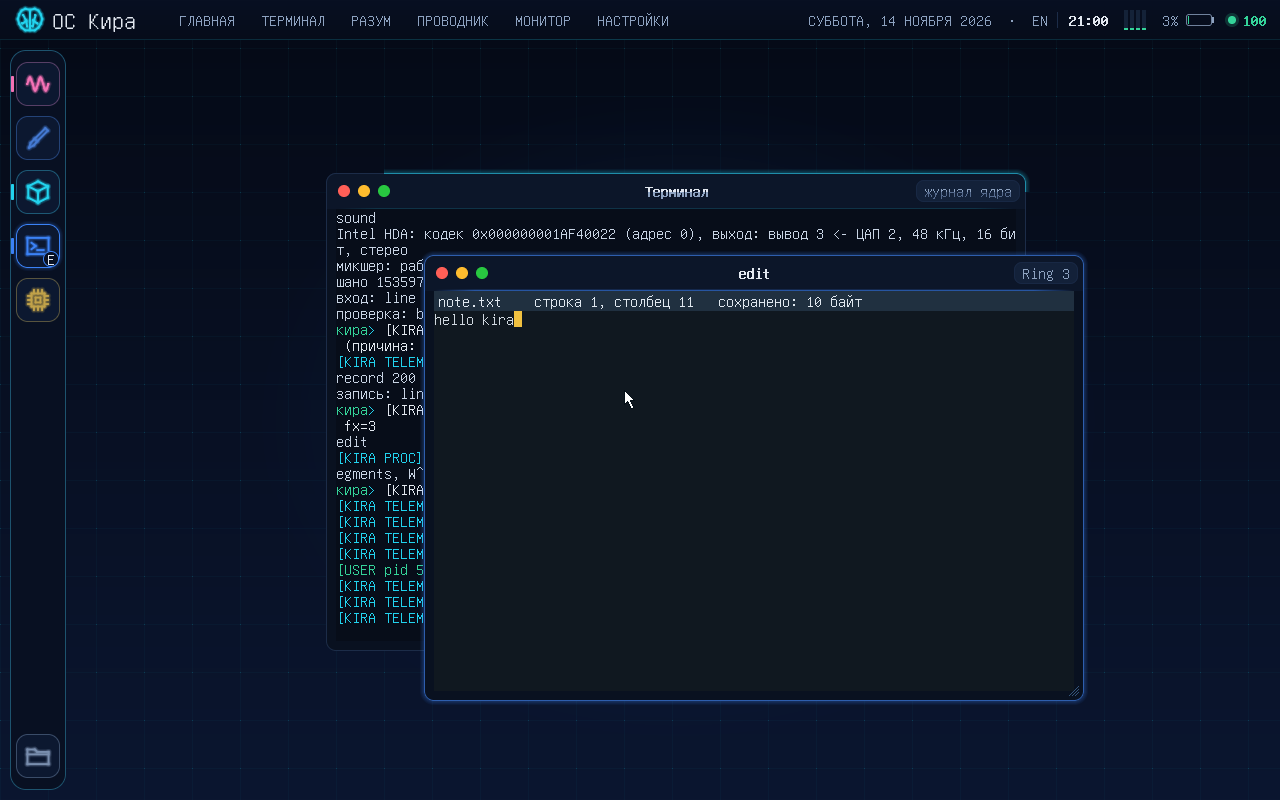 ОС Кира
ГЛАВНАЯ ТЕРМИНАЛ РАЗУМ ПРОВОДНИК МОНИТОР НАСТРОЙКИ
СУББОТА, 14 НОЯБРЯ 2026 · EN 21:00 3% 100
E
Терминал
журнал ядра
sound
Intel HDA: кодек 0x000000001AF40022 (адрес 0), выход: вывод 3 <- ЦАП 2, 48 кГц, 16 би
т, стерео
микшер: раб
шано 153597
вход: line
проверка: b
кира> [KIRA
(причина:
[KIRA TELEM
record 200
запись: lin
кира> [KIRA
fx=3
edit
[KIRA PROC]
egments, W^
кира> [KIRA
[KIRA TELEM
[KIRA TELEM
[KIRA TELEM
[KIRA TELEM
[USER pid 5
[KIRA TELEM
[KIRA TELEM
[KIRA TELEM
edit
Ring 3
note.txt строка 1, столбец 11 сохранено: 10 байт
hello kira